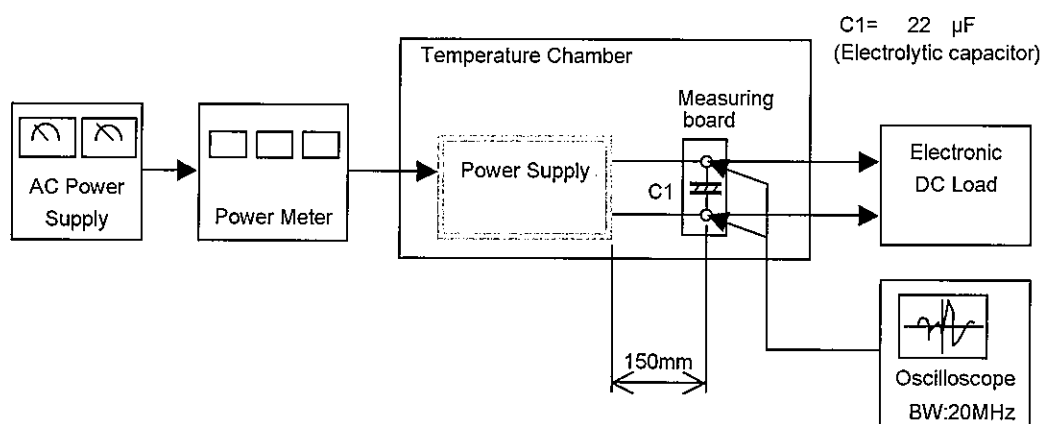 C1= 22 µF
(Electrolytic capacitor)
Temperature Chamber
Measuring
board
AC Power
Supply
Power Meter
Power Supply
C1
Electronic
DC Load
150mm
Oscilloscope
BW:20MHz